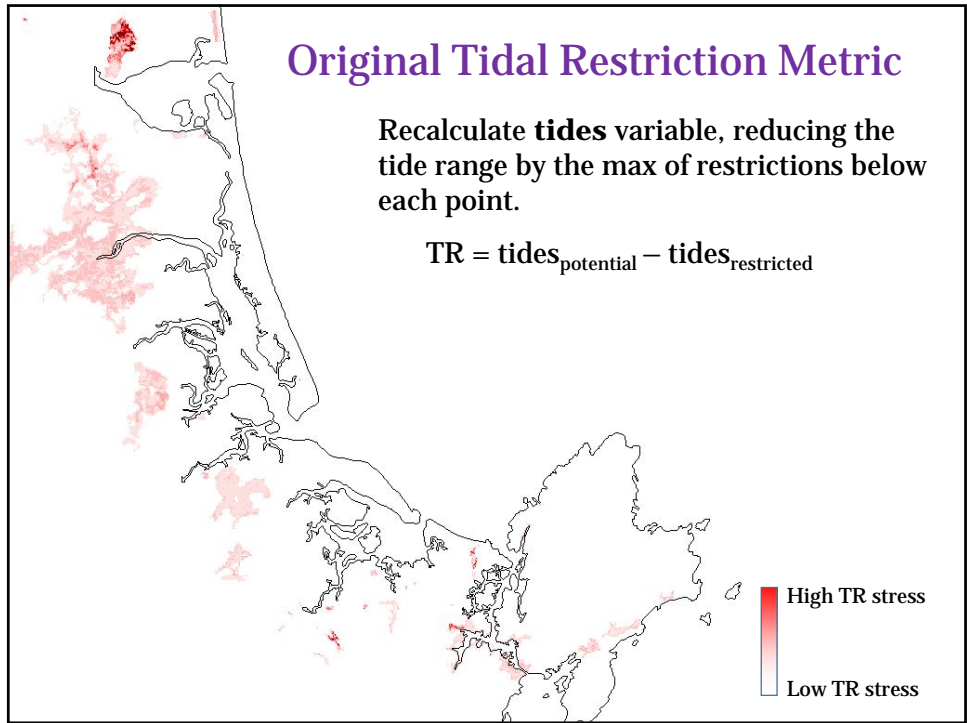 Original Tidal Restriction Metric
Recalculate tides variable, reducing the
tide range by the max of restrictions below
each point.
TR = tides_potential – tides_restricted
High TR stress
Low TR stress